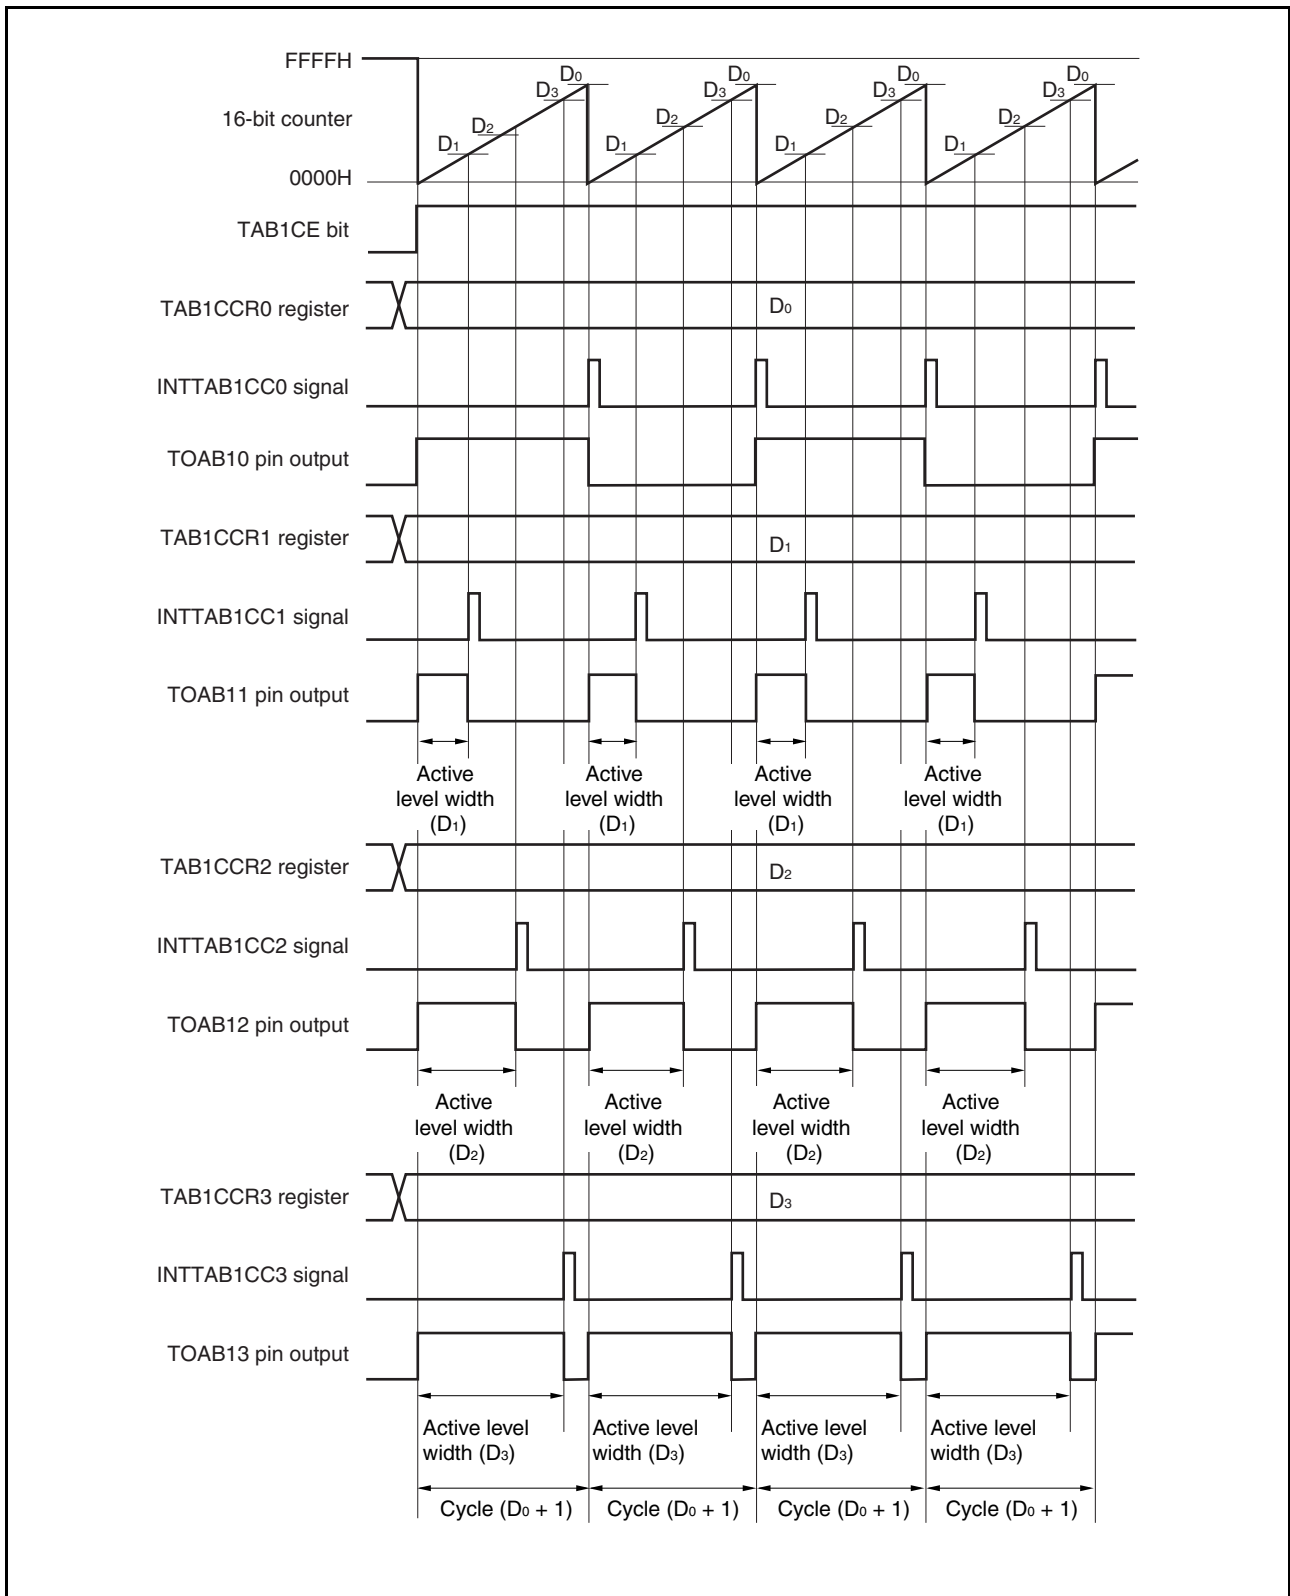 FFFFH
D0 D0 D0 D0
D3 D3 D3 D3
16-bit counter
D2 D2 D2 D2
D1 D1 D1 D1
0000H
TAB1CE bit
TAB1CCR0 register
D0
INTTAB1CC0 signal
TOAB10 pin output
TAB1CCR1 register
D1
INTTAB1CC1 signal
TOAB11 pin output
Active level width (D1)
Active level width (D1)
Active level width (D1)
Active level width (D1)
TAB1CCR2 register
D2
INTTAB1CC2 signal
TOAB12 pin output
Active level width (D2)
Active level width (D2)
Active level width (D2)
Active level width (D2)
TAB1CCR3 register
D3
INTTAB1CC3 signal
TOAB13 pin output
Active level width (D3)
Active level width (D3)
Active level width (D3)
Active level width (D3)
Cycle (D0 + 1)
Cycle (D0 + 1)
Cycle (D0 + 1)
Cycle (D0 + 1)